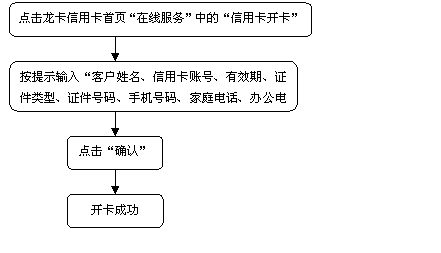 点击龙卡信用卡首页“在线服务”中的“信用卡开卡”
按提示输入“客户姓名、信用卡账号、有效期、证
件类型、证件号码、手机号码、家庭电话、办公电
点击“确认”
开卡成功